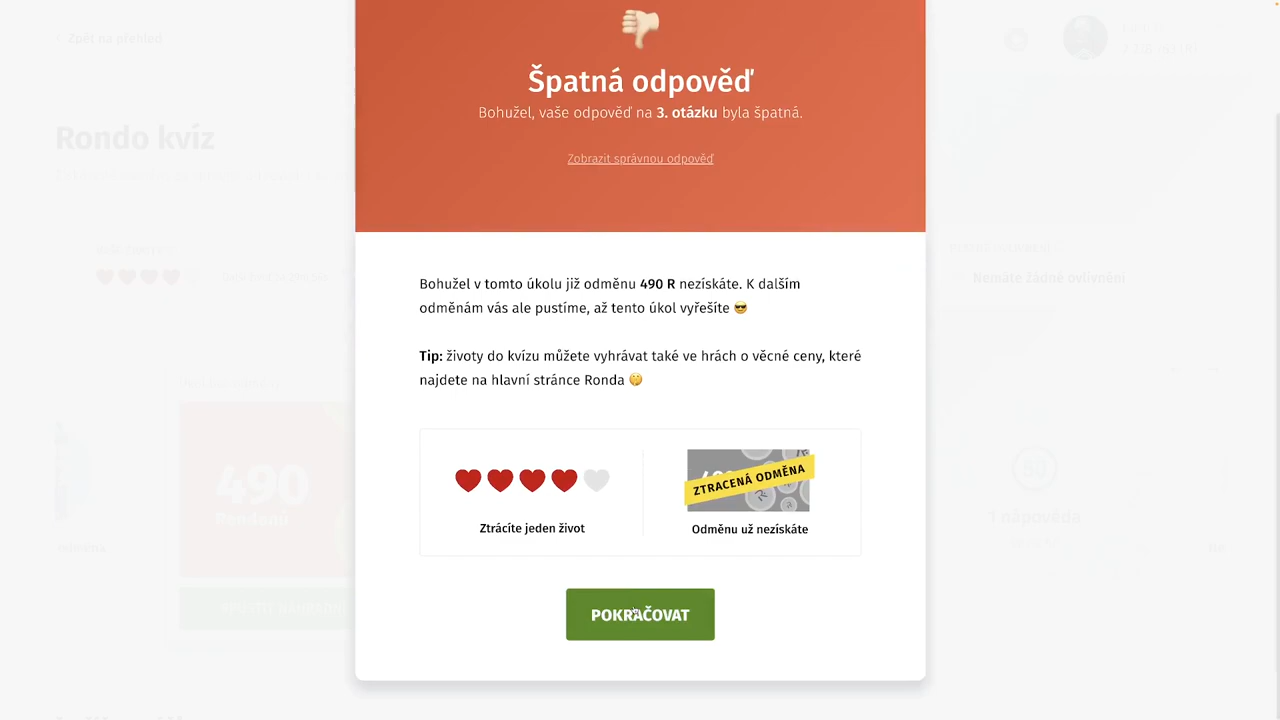 Špatná odpověď
Bohužel, vaše odpověď na 3. otázku byla špatná.
Zobrazit správnou odpověď
Zpět na přehled
Rondo kvíz
Nemáte žádné ovlivnění
Bohužel v tomto úkolu již odměnu 490 R nezískáte. K dalším
odměnám vás ale pustíme, až tento úkol vyřešíte 😎
Tip: životy do kvízu můžete vyhrávat také ve hrách o věcné ceny, které
najdete na hlavní stránce Ronda 🤫
490
Rondanů
ZTRACENÁ ODMĚNA
Ztrácíte jeden život
Odměnu už nezískáte
50
1 nápověda
POKRAČOVAT